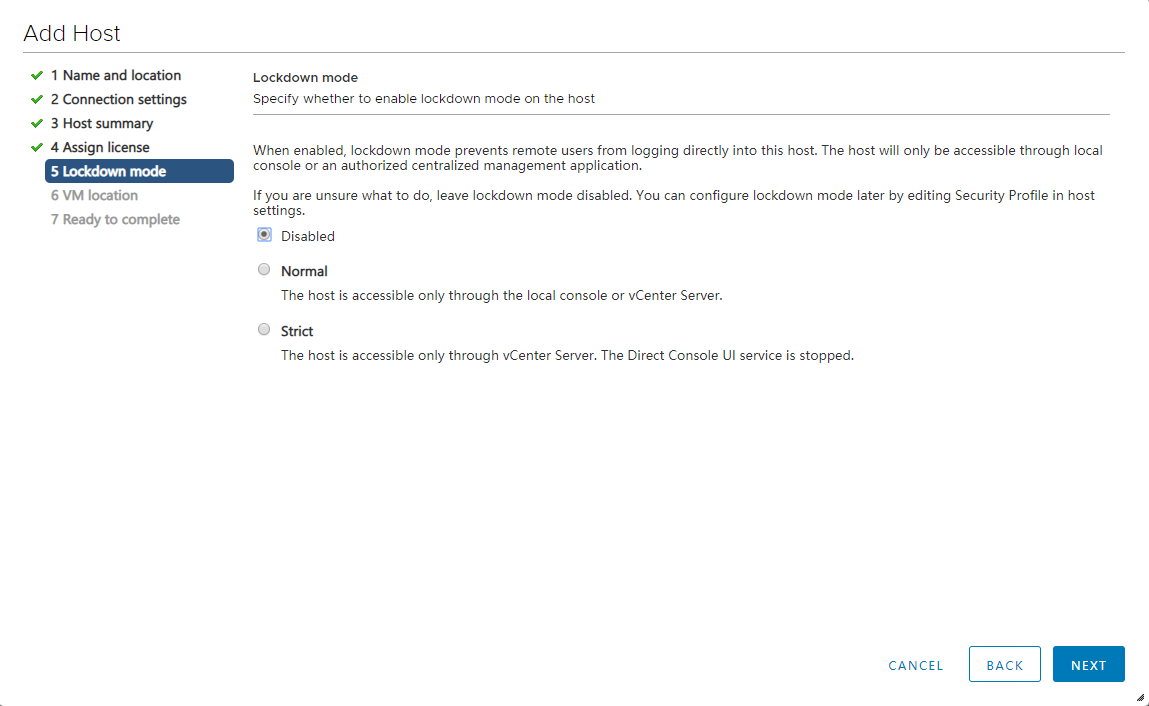 Add Host
1 Name and location
2 Connection settings
3 Host summary
4 Assign license
5 Lockdown mode
6 VM location
7 Ready to complete
Lockdown mode
Specify whether to enable lockdown mode on the host
When enabled, lockdown mode prevents remote users from logging directly into this host. The host will only be accessible through local
console or an authorized centralized management application.
If you are unsure what to do, leave lockdown mode disabled. You can configure lockdown mode later by editing Security Profile in host
settings.
Disabled
Normal
The host is accessible only through the local console or vCenter Server.
Strict
The host is accessible only through vCenter Server. The Direct Console UI service is stopped.
CANCEL
BACK
NEXT